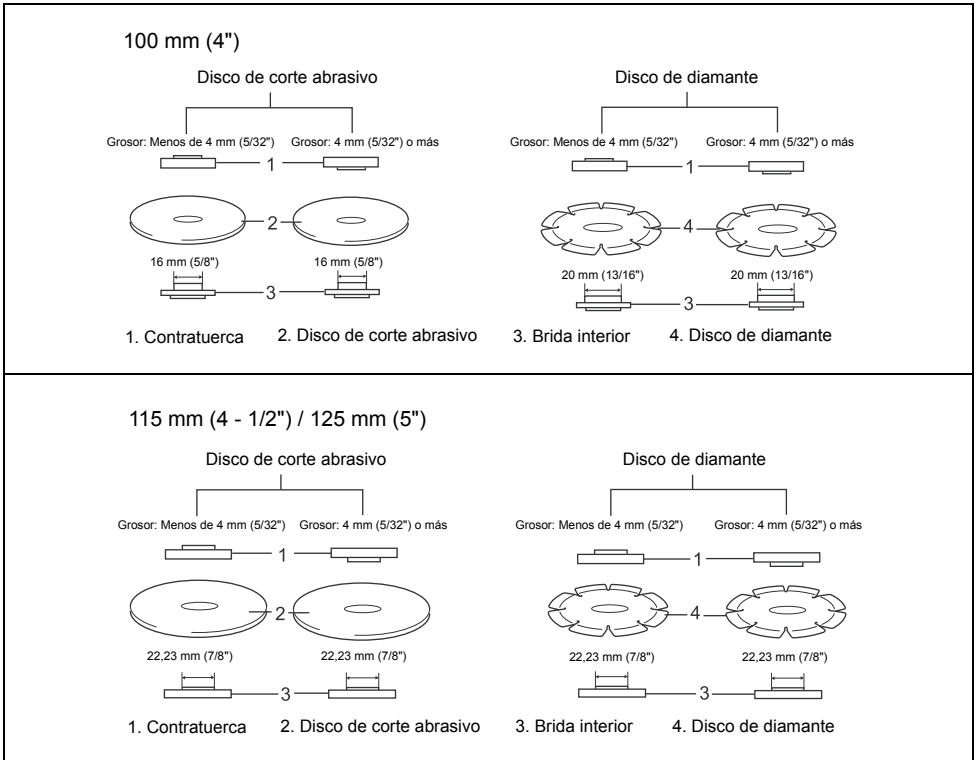 100 mm (4")
Disco de corte abrasivo Disco de diamante
Grosor: Menos de 4 mm (5/32") Grosor: 4 mm (5/32") o más Grosor: Menos de 4 mm (5/32") Grosor: 4 mm (5/32") o más
1 1
2 4
16 mm (5/8") 16 mm (5/8") 20 mm (13/16") 20 mm (13/16")
3 3
1. Contratuerca 2. Disco de corte abrasivo 3. Brida interior 4. Disco de diamante
115 mm (4 - 1/2") / 125 mm (5")
Disco de corte abrasivo Disco de diamante
Grosor: Menos de 4 mm (5/32") Grosor: 4 mm (5/32") o más Grosor: Menos de 4 mm (5/32") Grosor: 4 mm (5/32") o más
1 1
2 4
22,23 mm (7/8") 22,23 mm (7/8") 22,23 mm (7/8") 22,23 mm (7/8")
3 3
1. Contratuerca 2. Disco de corte abrasivo 3. Brida interior 4. Disco de diamante